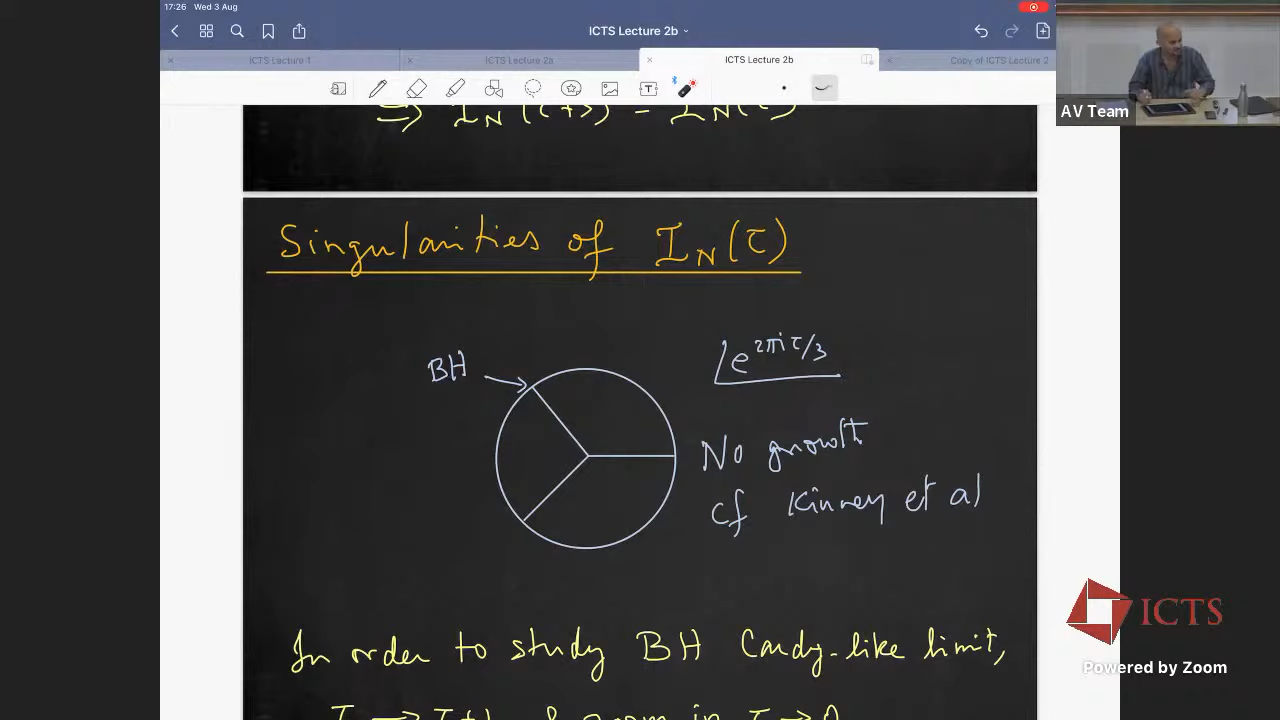 17:26 Wed 3 Aug
ICTS Lecture 2b
ICTS Lecture 1
ICTS Lecture 2a
ICTS Lecture 2b
Copy of ICTS Lecture 2
AV Team
Singularities of I_N(τ)
BH
e^{2πiτ/3}
No growth
cf Kinney et al
In order to study BH Cardy-like limit,
ICTS
Powered by Zoom